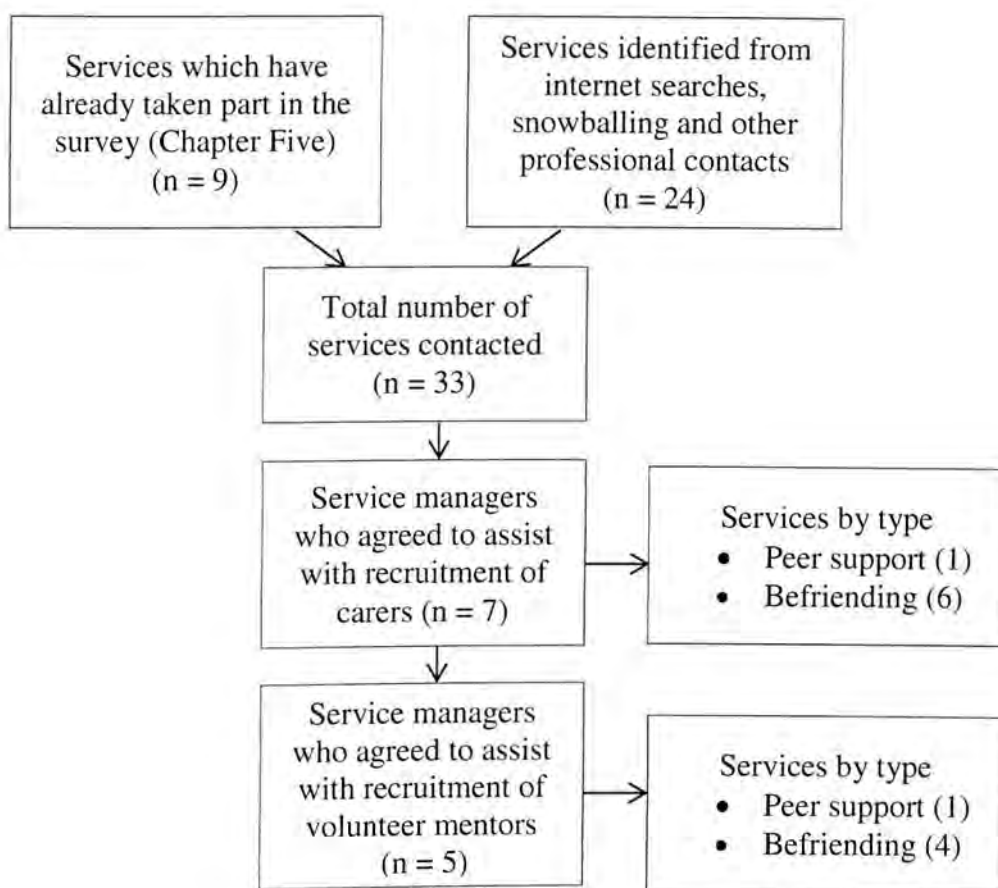 Services which have
already taken part in the
survey (Chapter Five)
(n = 9)
Services identified from
internet searches,
snowballing and other
professional contacts
(n = 24)
Total number of
services contacted
(n = 33)
Service managers
who agreed to assist
with recruitment of
carers (n = 7)
Services by type
• Peer support (1)
• Befriending (6)
Service managers
who agreed to assist
with recruitment of
volunteer mentors
(n = 5)
Services by type
• Peer support (1)
• Befriending (4)